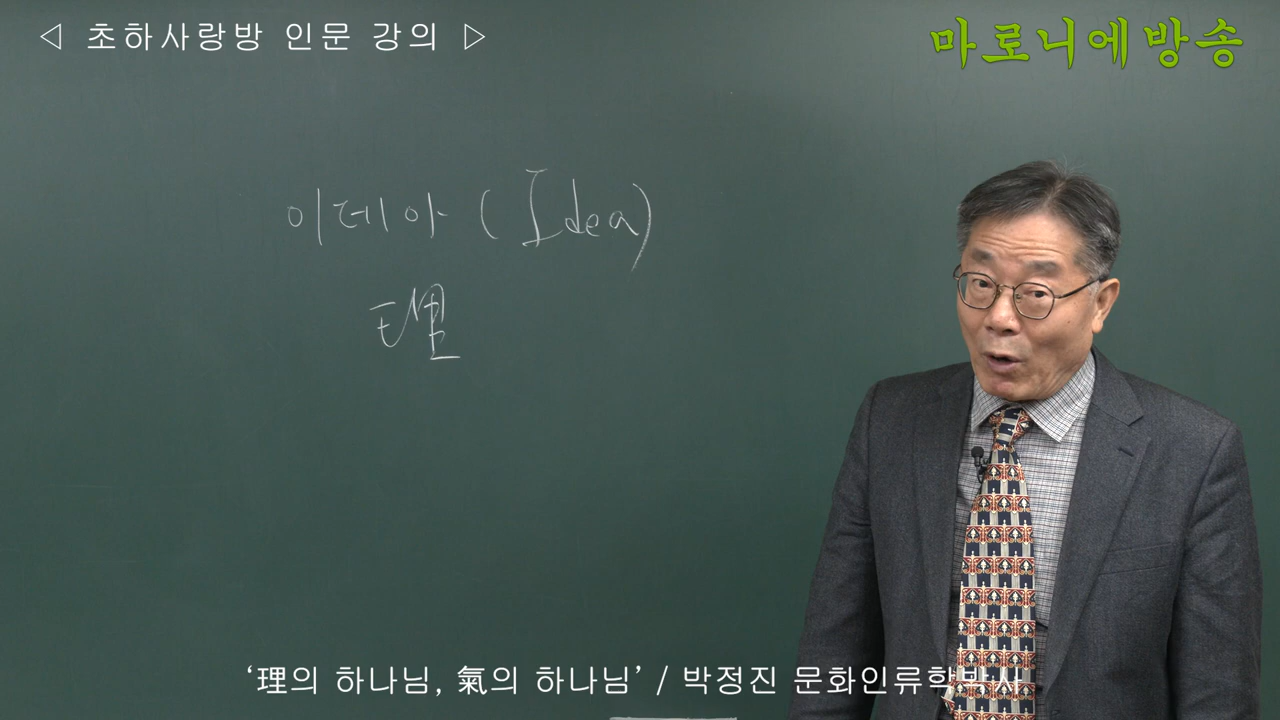 ◁ 초하사랑방 인문 강의 ▷
마로니에방송
이데아 (Idea)
理
‘理의 하나님, 氣의 하나님’ / 박정진 문화인류학박사